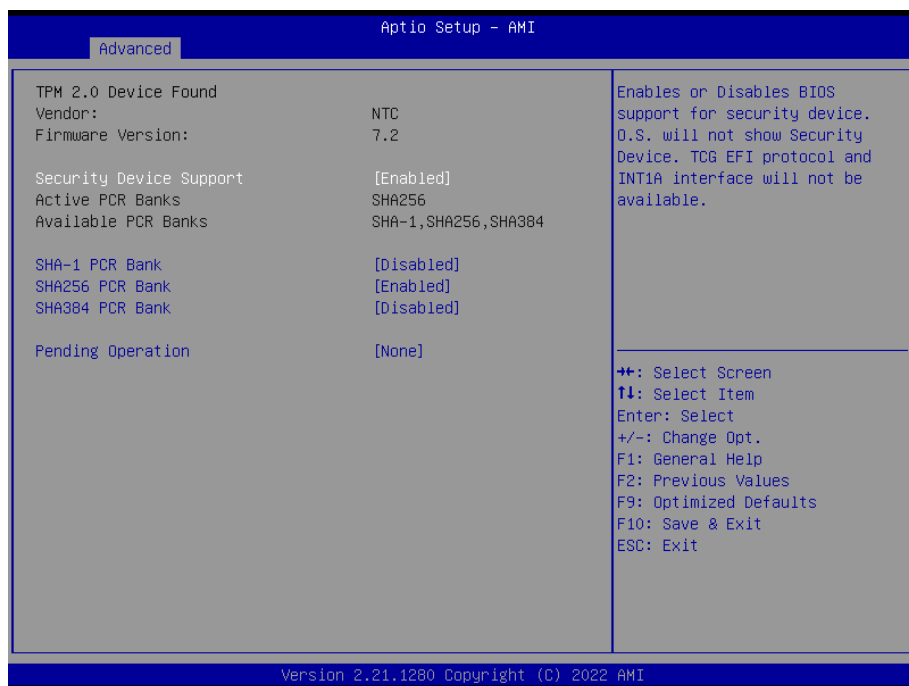 Aptio Setup – AMI
Advanced
TPM 2.0 Device Found
Vendor: NTC
Firmware Version: 7.2
Security Device Support [Enabled]
Active PCR Banks SHA256
Available PCR Banks SHA-1,SHA256,SHA384
SHA-1 PCR Bank [Disabled]
SHA256 PCR Bank [Enabled]
SHA384 PCR Bank [Disabled]
Pending Operation [None]
Enables or Disables BIOS
support for security device.
O.S. will not show Security
Device. TCG EFI protocol and
INT1A interface will not be
available.
→←: Select Screen
↑↓: Select Item
Enter: Select
+/-: Change Opt.
F1: General Help
F2: Previous Values
F9: Optimized Defaults
F10: Save & Exit
ESC: Exit
Version 2.21.1280 Copyright (C) 2022 AMI